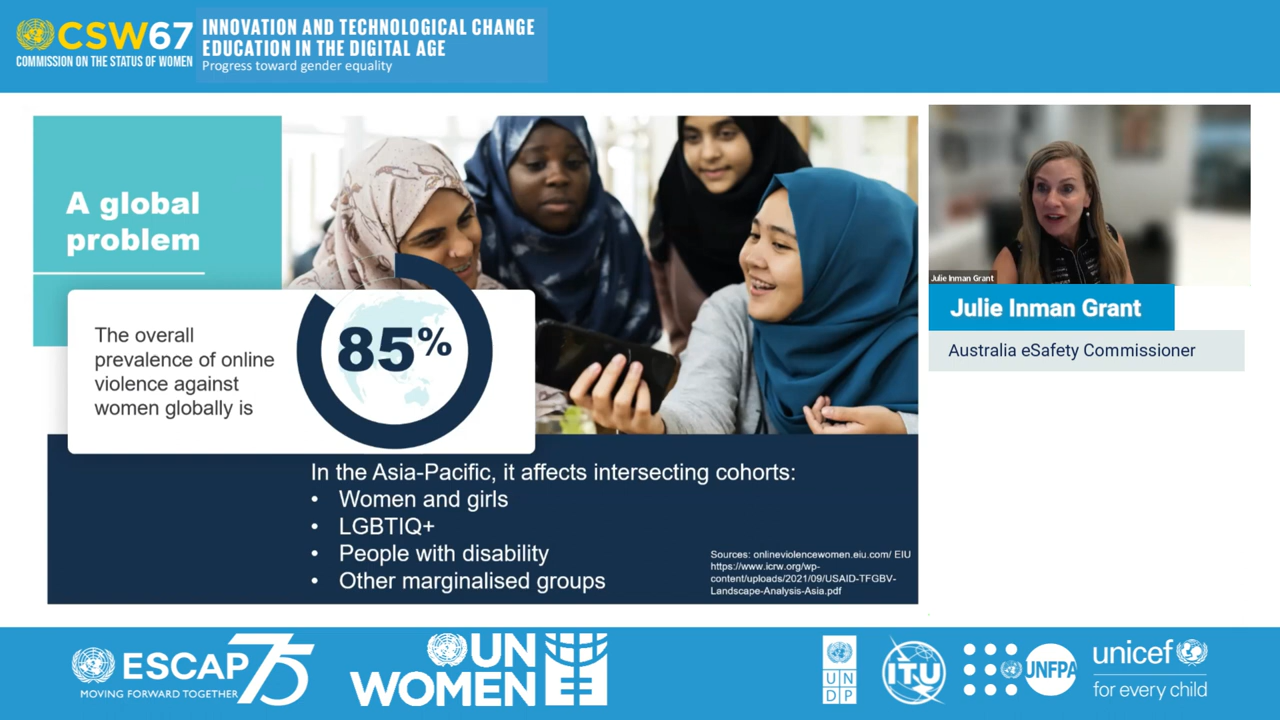 CSW67
COMMISSION ON THE STATUS OF WOMEN
INNOVATION AND TECHNOLOGICAL CHANGE
EDUCATION IN THE DIGITAL AGE
Progress toward gender equality
A global
problem
The overall
prevalence of online
violence against
women globally is
85%
In the Asia-Pacific, it affects intersecting cohorts:
• Women and girls
• LGBTIQ+
• People with disability
• Other marginalised groups
Sources: onlineviolencewomen.eiu.com/ EIU
https://www.icrw.org/wp-
content/uploads/2021/09/USAID-TFGBV-
Landscape-Analysis-Asia.pdf
Julie Inman Grant
Julie Inman Grant
Australia eSafety Commissioner
ESCAP 75
MOVING FORWARD TOGETHER
UN
WOMEN
U N
D P
ITU
UNFPA
unicef
for every child